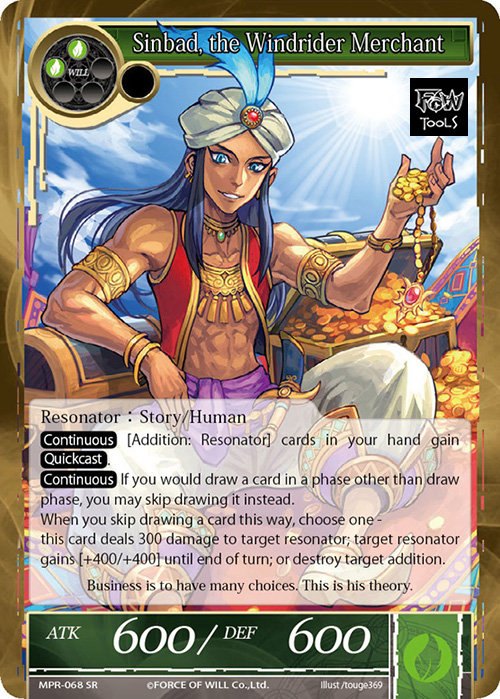 Sinbad, the Windrider Merchant
WILL
FOW
TOOLS
Resonator : Story/Human
Continuous [Addition: Resonator] cards in your hand gain
Quickcast.
Continuous If you would draw a card in a phase other than draw
phase, you may skip drawing it instead.
When you skip drawing a card this way, choose one -
this card deals 300 damage to target resonator; target resonator
gains [+400/+400] until end of turn; or destroy target addition.
Business is to have many choices. This is his theory.
ATK 600/ DEF 600
MPR-068 SR ©FORCE OF WILL Co.,Ltd. Illust/touge369